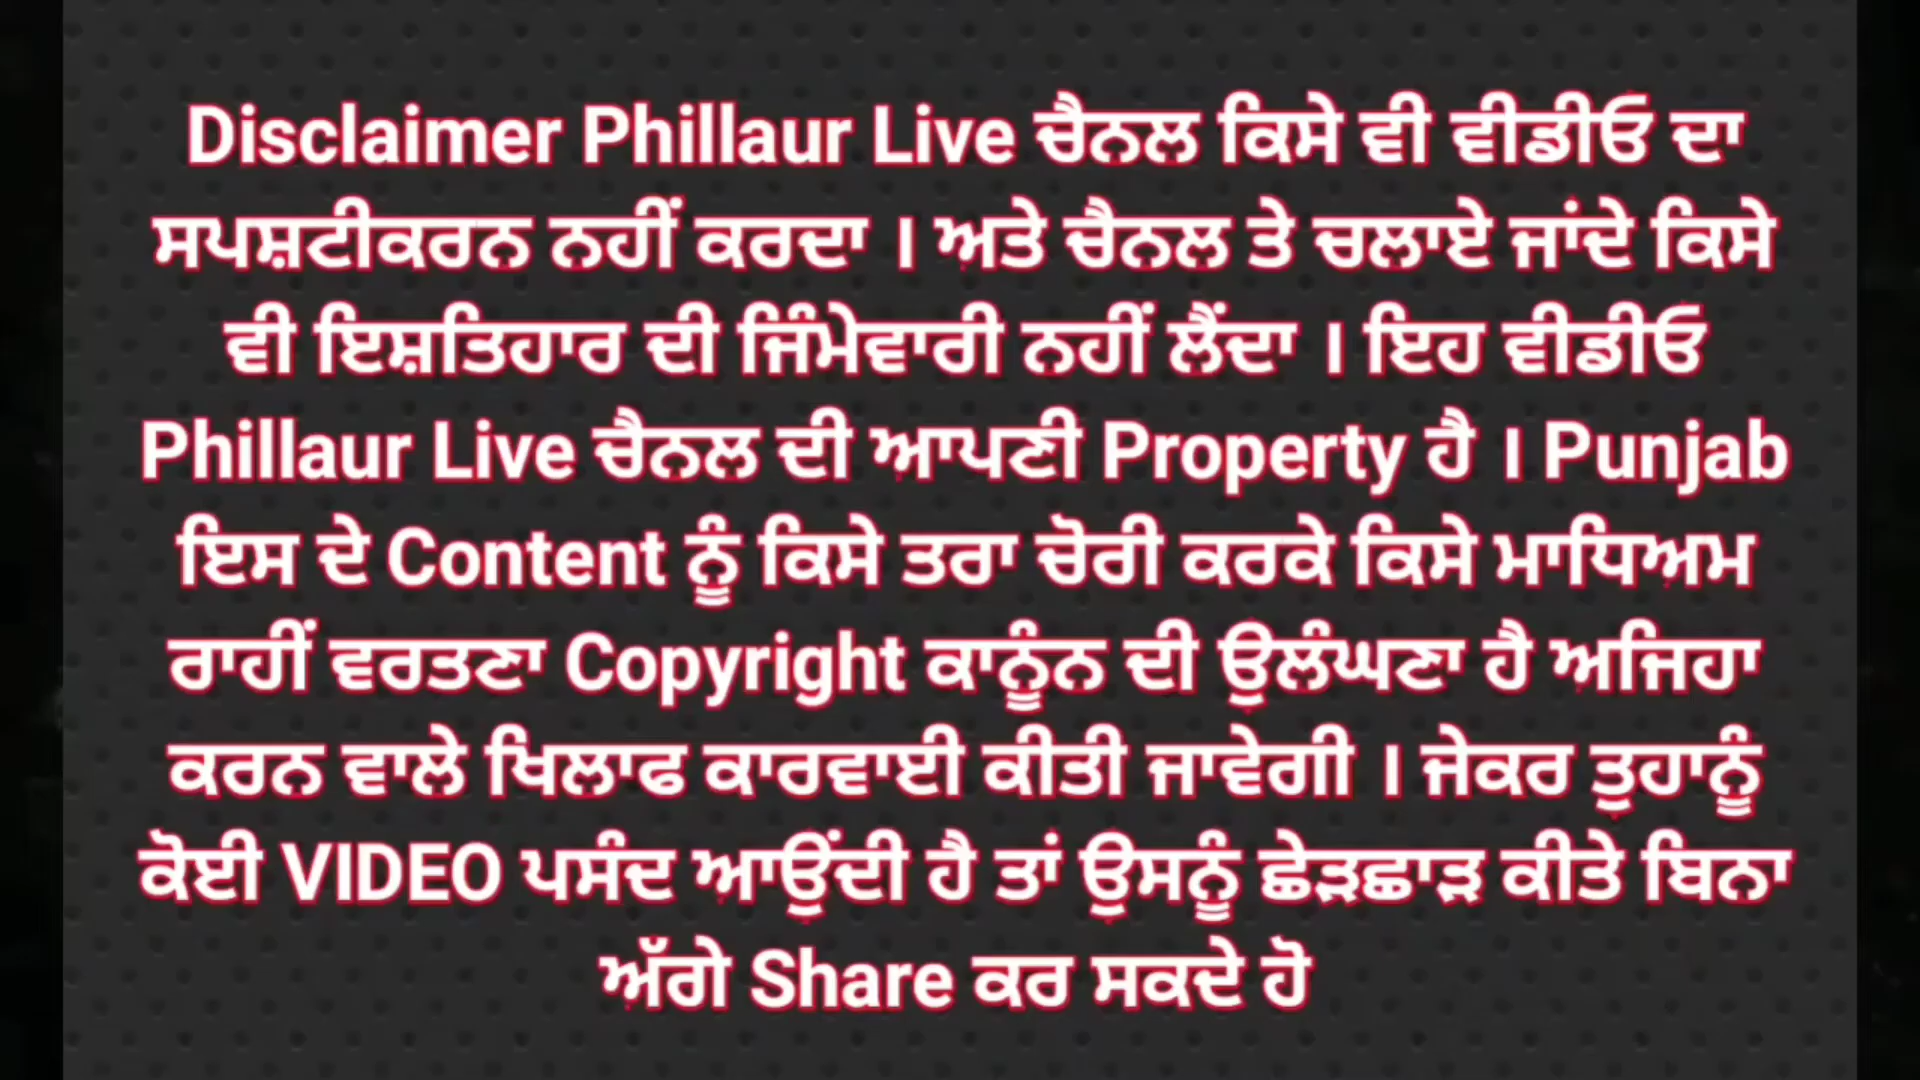 Disclaimer Phillaur Live ਚੈਨਲ ਕਿਸੇ ਵੀ ਵੀਡੀਓ ਦਾ
ਸਪਸ਼ਟੀਕਰਨ ਨਹੀਂ ਕਰਦਾ । ਅਤੇ ਚੈਨਲ ਤੇ ਚਲਾਏ ਜਾਂਦੇ ਕਿਸੇ
ਵੀ ਇਸ਼ਤਿਹਾਰ ਦੀ ਜਿੰਮੇਵਾਰੀ ਨਹੀਂ ਲੈਂਦਾ । ਇਹ ਵੀਡੀਓ
Phillaur Live ਚੈਨਲ ਦੀ ਆਪਣੀ Property ਹੈ । Punjab
ਇਸ ਦੇ Content ਨੂੰ ਕਿਸੇ ਤਰਾ ਚੋਰੀ ਕਰਕੇ ਕਿਸੇ ਮਾਧਿਅਮ
ਰਾਹੀਂ ਵਰਤਣਾ Copyright ਕਾਨੂੰਨ ਦੀ ਉਲੰਘਣਾ ਹੈ ਅਜਿਹਾ
ਕਰਨ ਵਾਲੇ ਖਿਲਾਫ ਕਾਰਵਾਈ ਕੀਤੀ ਜਾਵੇਗੀ । ਜੇਕਰ ਤੁਹਾਨੂੰ
ਕੋਈ VIDEO ਪਸੰਦ ਆਉਂਦੀ ਹੈ ਤਾਂ ਉਸਨੂੰ ਛੇੜਛਾੜ ਕੀਤੇ ਬਿਨਾ
ਅੱਗੇ Share ਕਰ ਸਕਦੇ ਹੋ